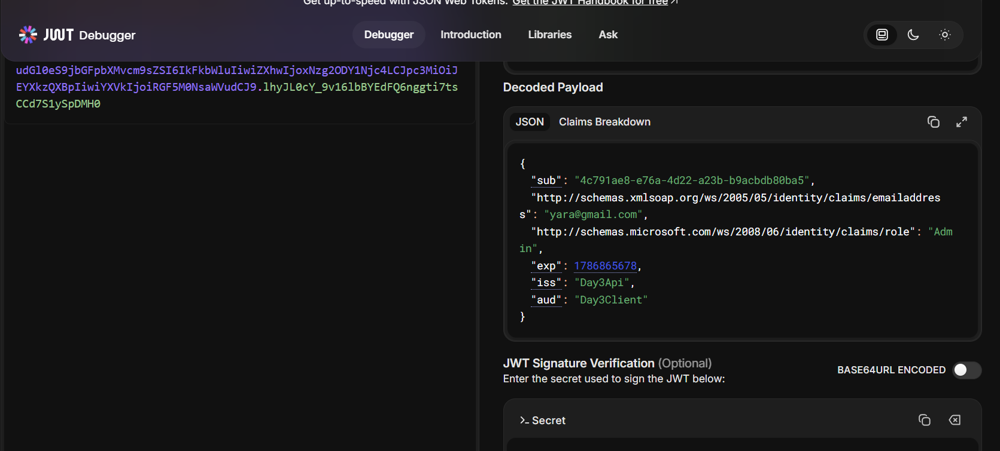 Get up-to-speed with JSON Web Tokens. Get the JWT Handbook for free
JWT Debugger
Debugger Introduction Libraries Ask
udGl0eS9jbGFpbXMvcm9sZSI6IkFkbWluIiwiZXhwIjoxNzg2ODY1Njc4LCJpc3MiOiJ
EYXkzQXBpIiwiYXVkIjoiRGF5M0NsaWVudCJ9.lhyJL0cY_9v16lbBYEdFQ6nggti7ts
CCd7S1ySpDMH0
Decoded Payload
JSON Claims Breakdown
{
"sub": "4c791ae8-e76a-4d22-a23b-b9acbdb80ba5",
"http://schemas.xmlsoap.org/ws/2005/05/identity/claims/emailaddres
s": "yara@gmail.com",
"http://schemas.microsoft.com/ws/2008/06/identity/claims/role": "Adm
in",
"exp": 1786865678,
"iss": "Day3Api",
"aud": "Day3Client"
}
JWT Signature Verification (Optional)
Enter the secret used to sign the JWT below:
BASE64URL ENCODED
Secret